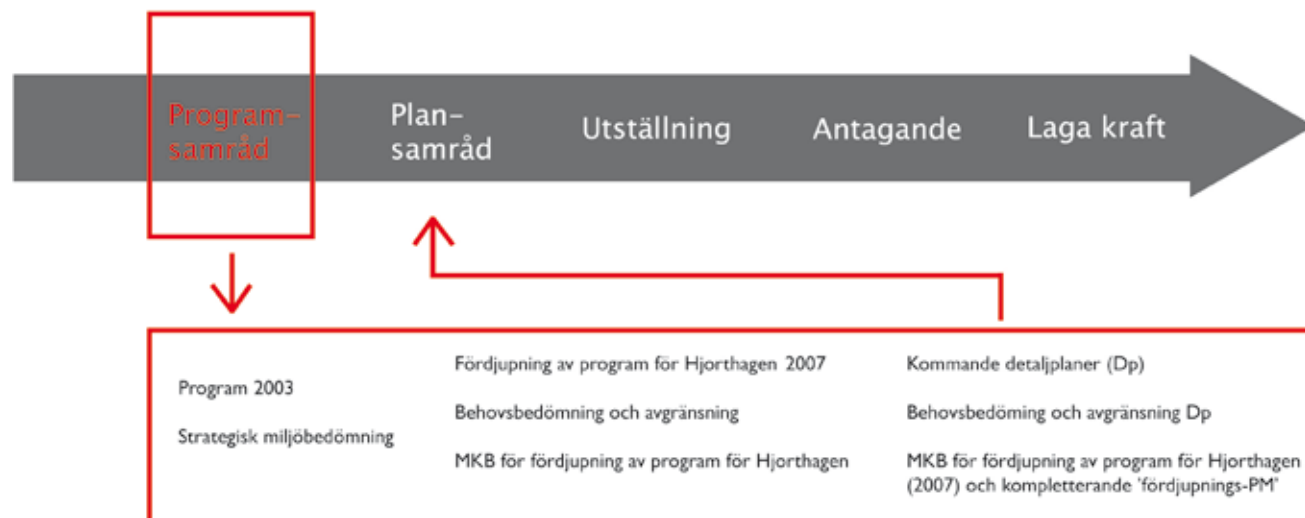 Program-
samråd
Plan-
samråd
Utställning
Antagande
Laga kraft
Program 2003
Strategisk miljöbedömning
Fördjupning av program för Hjorthagen 2007
Behovsbedömning och avgränsning
MKB för fördjupning av program för Hjorthagen
Kommande detaljplaner (Dp)
Behovsbedöming och avgränsning Dp
MKB för fördjupning av program för Hjorthagen
(2007) och kompletterande 'fördjupnings-PM'